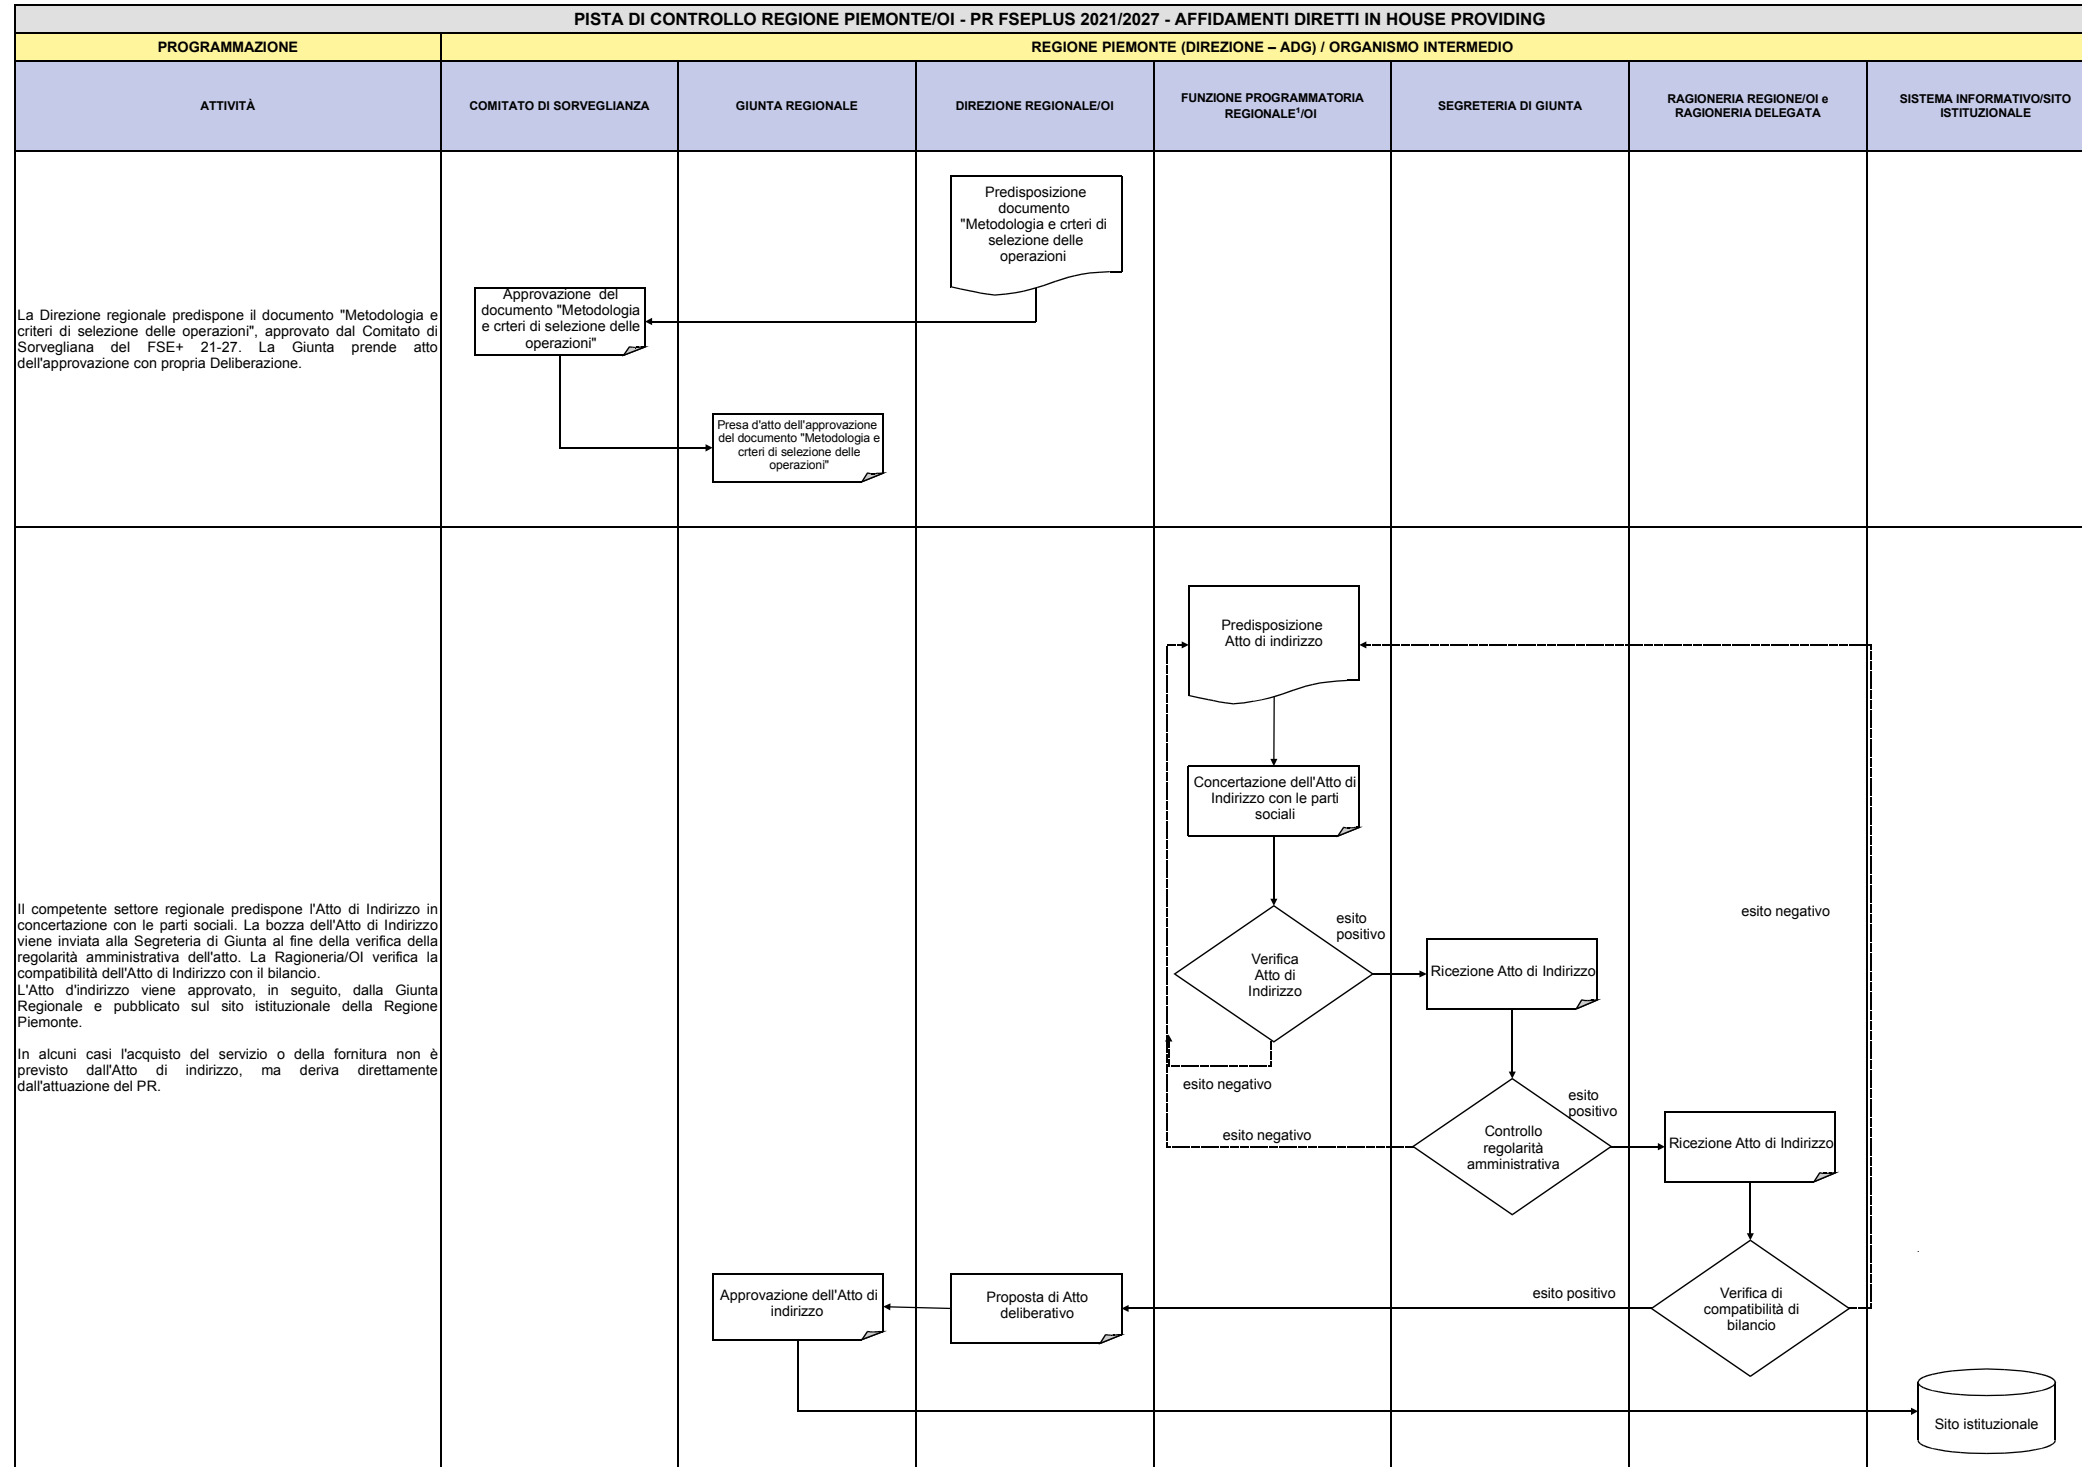 PISTA DI CONTROLLO REGIONE PIEMONTE/OI - PR FSEPLUS 2021/2027 - AFFIDAMENTI DIRETTI IN HOUSE PROVIDING
PROGRAMMAZIONE
REGIONE PIEMONTE (DIREZIONE – ADG) / ORGANISMO INTERMEDIO
ATTIVITÀ
COMITATO DI SORVEGLIANZA
GIUNTA REGIONALE
DIREZIONE REGIONALE/OI
FUNZIONE PROGRAMMATORIA
REGIONALE¹/OI
SEGRETERIA DI GIUNTA
RAGIONERIA REGIONE/OI e
RAGIONERIA DELEGATA
SISTEMA INFORMATIVO/SITO
ISTITUZIONALE
La Direzione regionale predispone il documento "Metodologia e
criteri di selezione delle operazioni", approvato dal Comitato di
Sorvegliana del FSE+ 21-27. La Giunta prende atto
dell'approvazione con propria Deliberazione.
Predisposizione
documento
"Metodologia e crteri di
selezione delle
operazioni
Approvazione del
documento "Metodologia
e crteri di selezione delle
operazioni"
Presa d'atto dell'approvazione
del documento "Metodologia e
crteri di selezione delle
operazioni"
Il competente settore regionale predispone l'Atto di Indirizzo in
concertazione con le parti sociali. La bozza dell'Atto di Indirizzo
viene inviata alla Segreteria di Giunta al fine della verifica della
regolarità amministrativa dell'atto. La Ragioneria/OI verifica la
compatibilità dell'Atto di Indirizzo con il bilancio.
L'Atto d'indirizzo viene approvato, in seguito, dalla Giunta
Regionale e pubblicato sul sito istituzionale della Regione
Piemonte.
In alcuni casi l'acquisto del servizio o della fornitura non è
previsto dall'Atto di indirizzo, ma deriva direttamente
dall'attuazione del PR.
Predisposizione
Atto di indirizzo
Concertazione dell'Atto di
Indirizzo con le parti
sociali
Verifica
Atto di
Indirizzo
esito
positivo
esito negativo
Ricezione Atto di Indirizzo
esito negativo
Controllo
regolarità
amministrativa
esito
positivo
esito negativo
Ricezione Atto di Indirizzo
Verifica di
compatibilità di
bilancio
esito positivo
Proposta di Atto
deliberativo
Approvazione dell'Atto di
indirizzo
Sito istituzionale